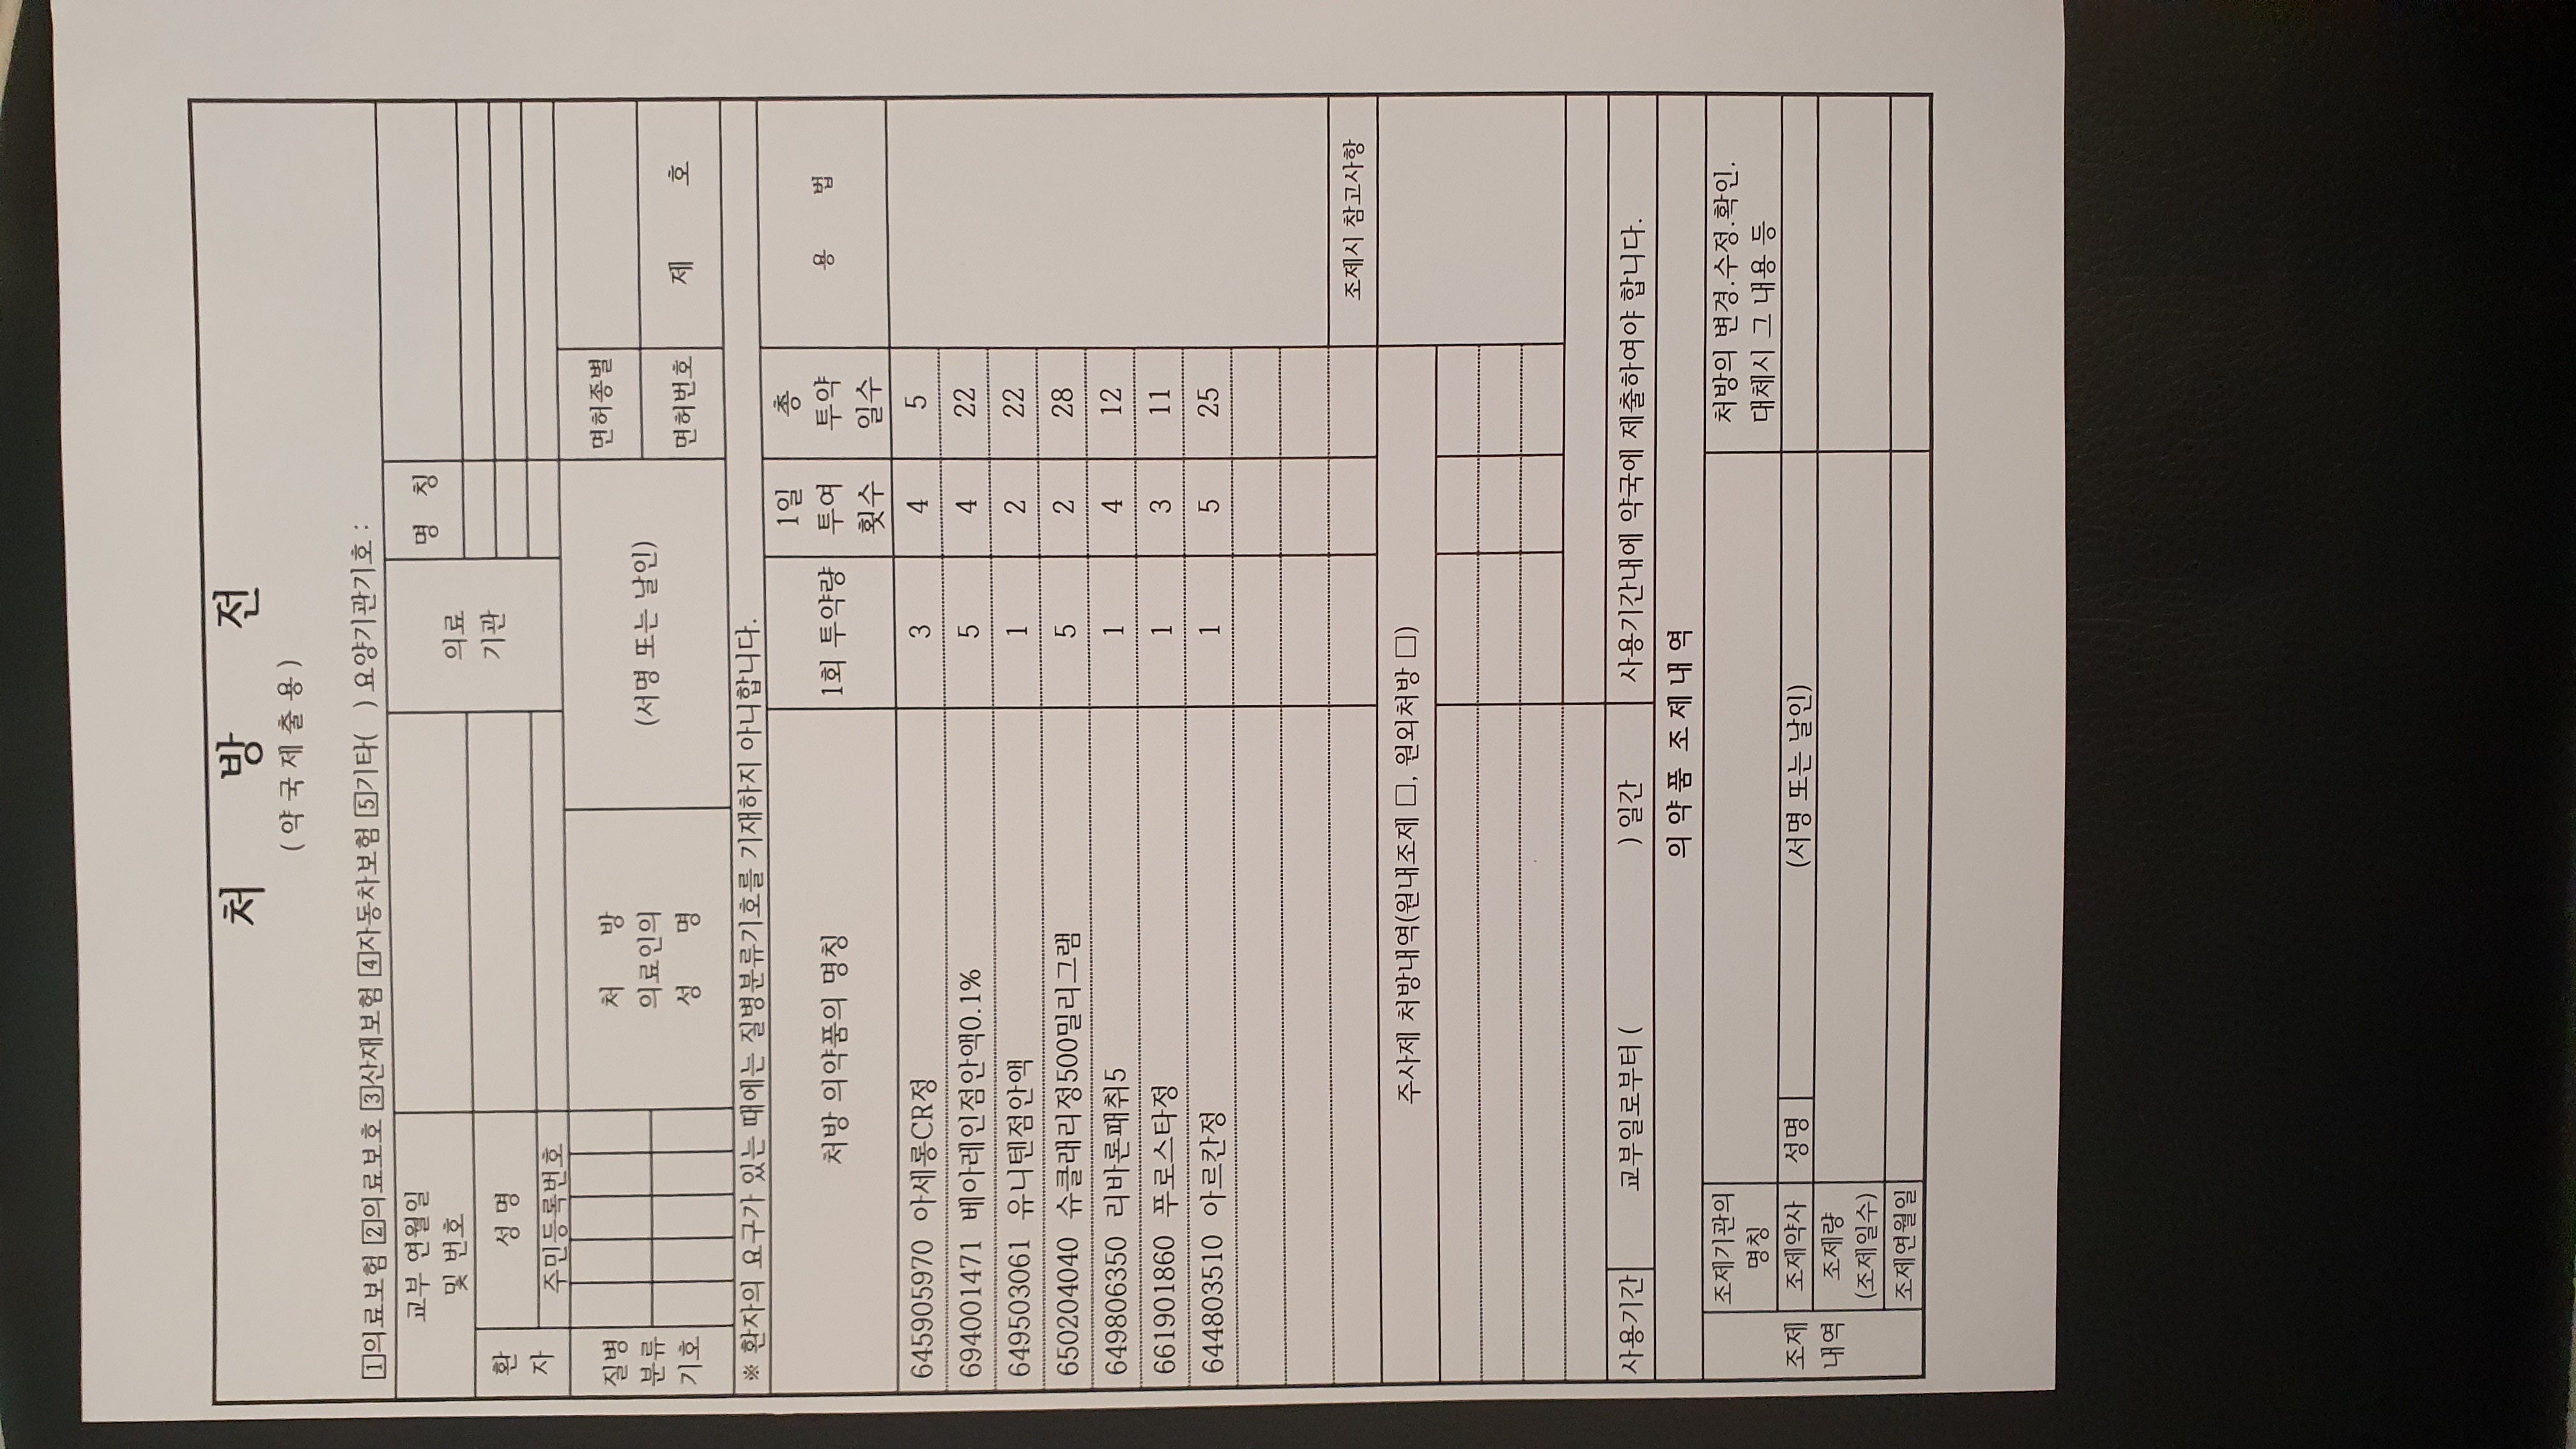 처 방 전
(약국제출용)
1의료보험 2의료보호 3산재보험 4자동차보험 5기타( ) 요양기관기호 :
교부 연월일
및 번호
의료
기관
명 칭
환
자
성 명
주민등록번호
질병
분류
기호
처 방
의료인의
성 명
(서명 또는 날인)
면허종별
면허번호
제 호
※ 환자의 요구가 있는 때에는 질병분류기호를 기재하지 아니합니다.
처방 의약품의 명칭
1회 투약량
1일
투여
횟수
총
투약
일수
용 법
645905970 아세롱CR정 3 4 5
694001471 베아레인점안액0.1% 5 4 22
649503061 유니텐점안액 1 2 22
650204040 슈클래리정500밀리그램 5 2 28
649806350 리바론패취5 1 4 12
661901860 푸로스타정 1 3 11
644803510 아르칸정 1 5 25
조제시 참고사항
주사제 처방내역(원내조제 □, 원외처방 □)
사용기간 교부일로부터 ( ) 일간 사용기간내에 약국에 제출하여야 합니다.
의약품 조제내역
조제
내역
조제기관의
명칭
처방의 변경.수정.확인.
대체시 그 내용 등
조제약사 성명 (서명 또는 날인)
조제량
(조제일수)
조제연월일